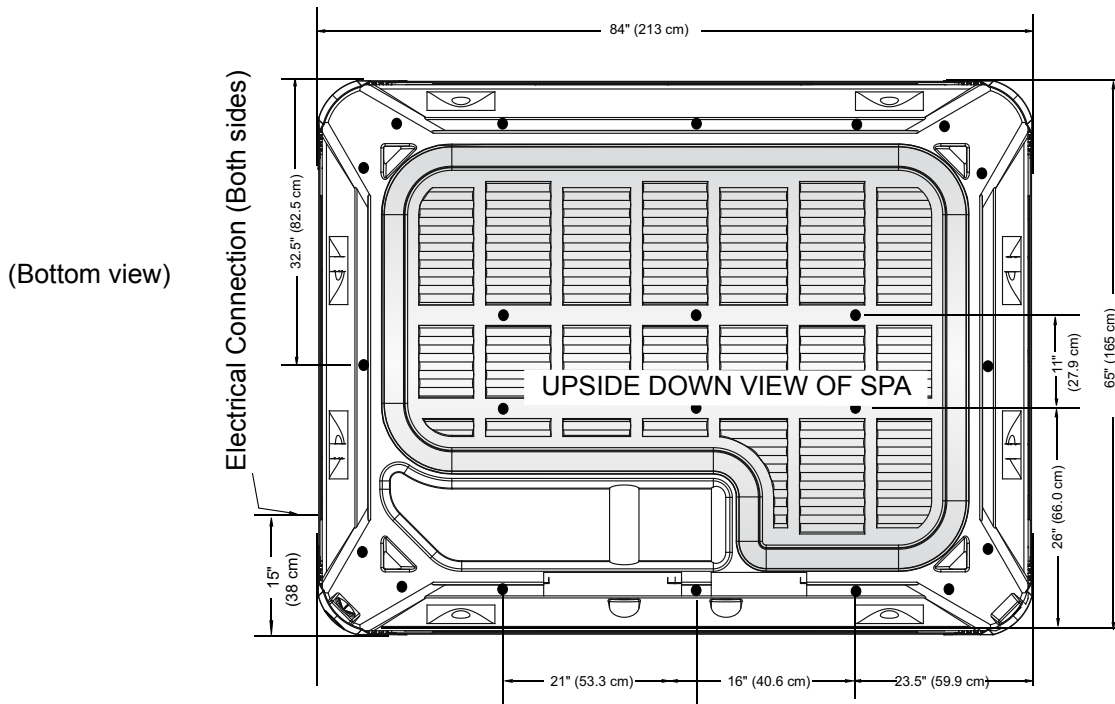 84" (213 cm)
Electrical Connection (Both sides)
32.5" (82.5 cm)
(Bottom view)
UPSIDE DOWN VIEW OF SPA
11"
(27.9 cm)
65" (165 cm)
26" (66.0 cm)
15"
(38 cm)
21" (53.3 cm)
16" (40.6 cm)
23.5" (59.9 cm)